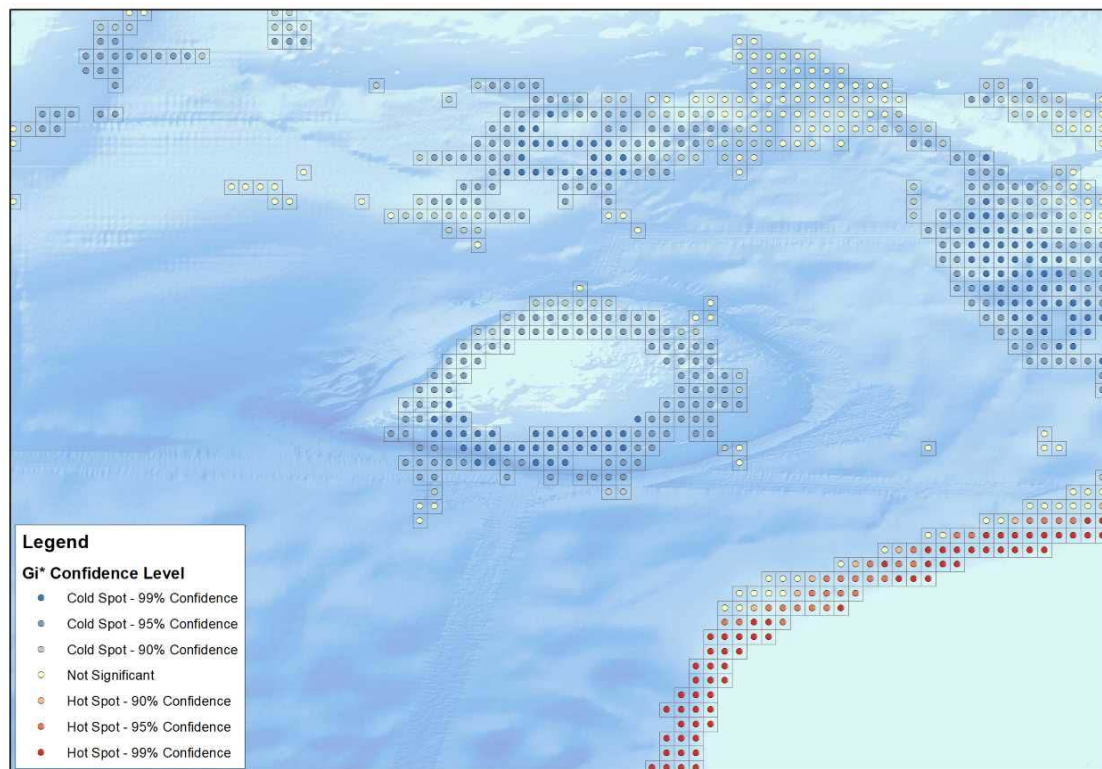 Legend
Gi* Confidence Level
Cold Spot - 99% Confidence
Cold Spot - 95% Confidence
Cold Spot - 90% Confidence
Not Significant
Hot Spot - 90% Confidence
Hot Spot - 95% Confidence
Hot Spot - 99% Confidence